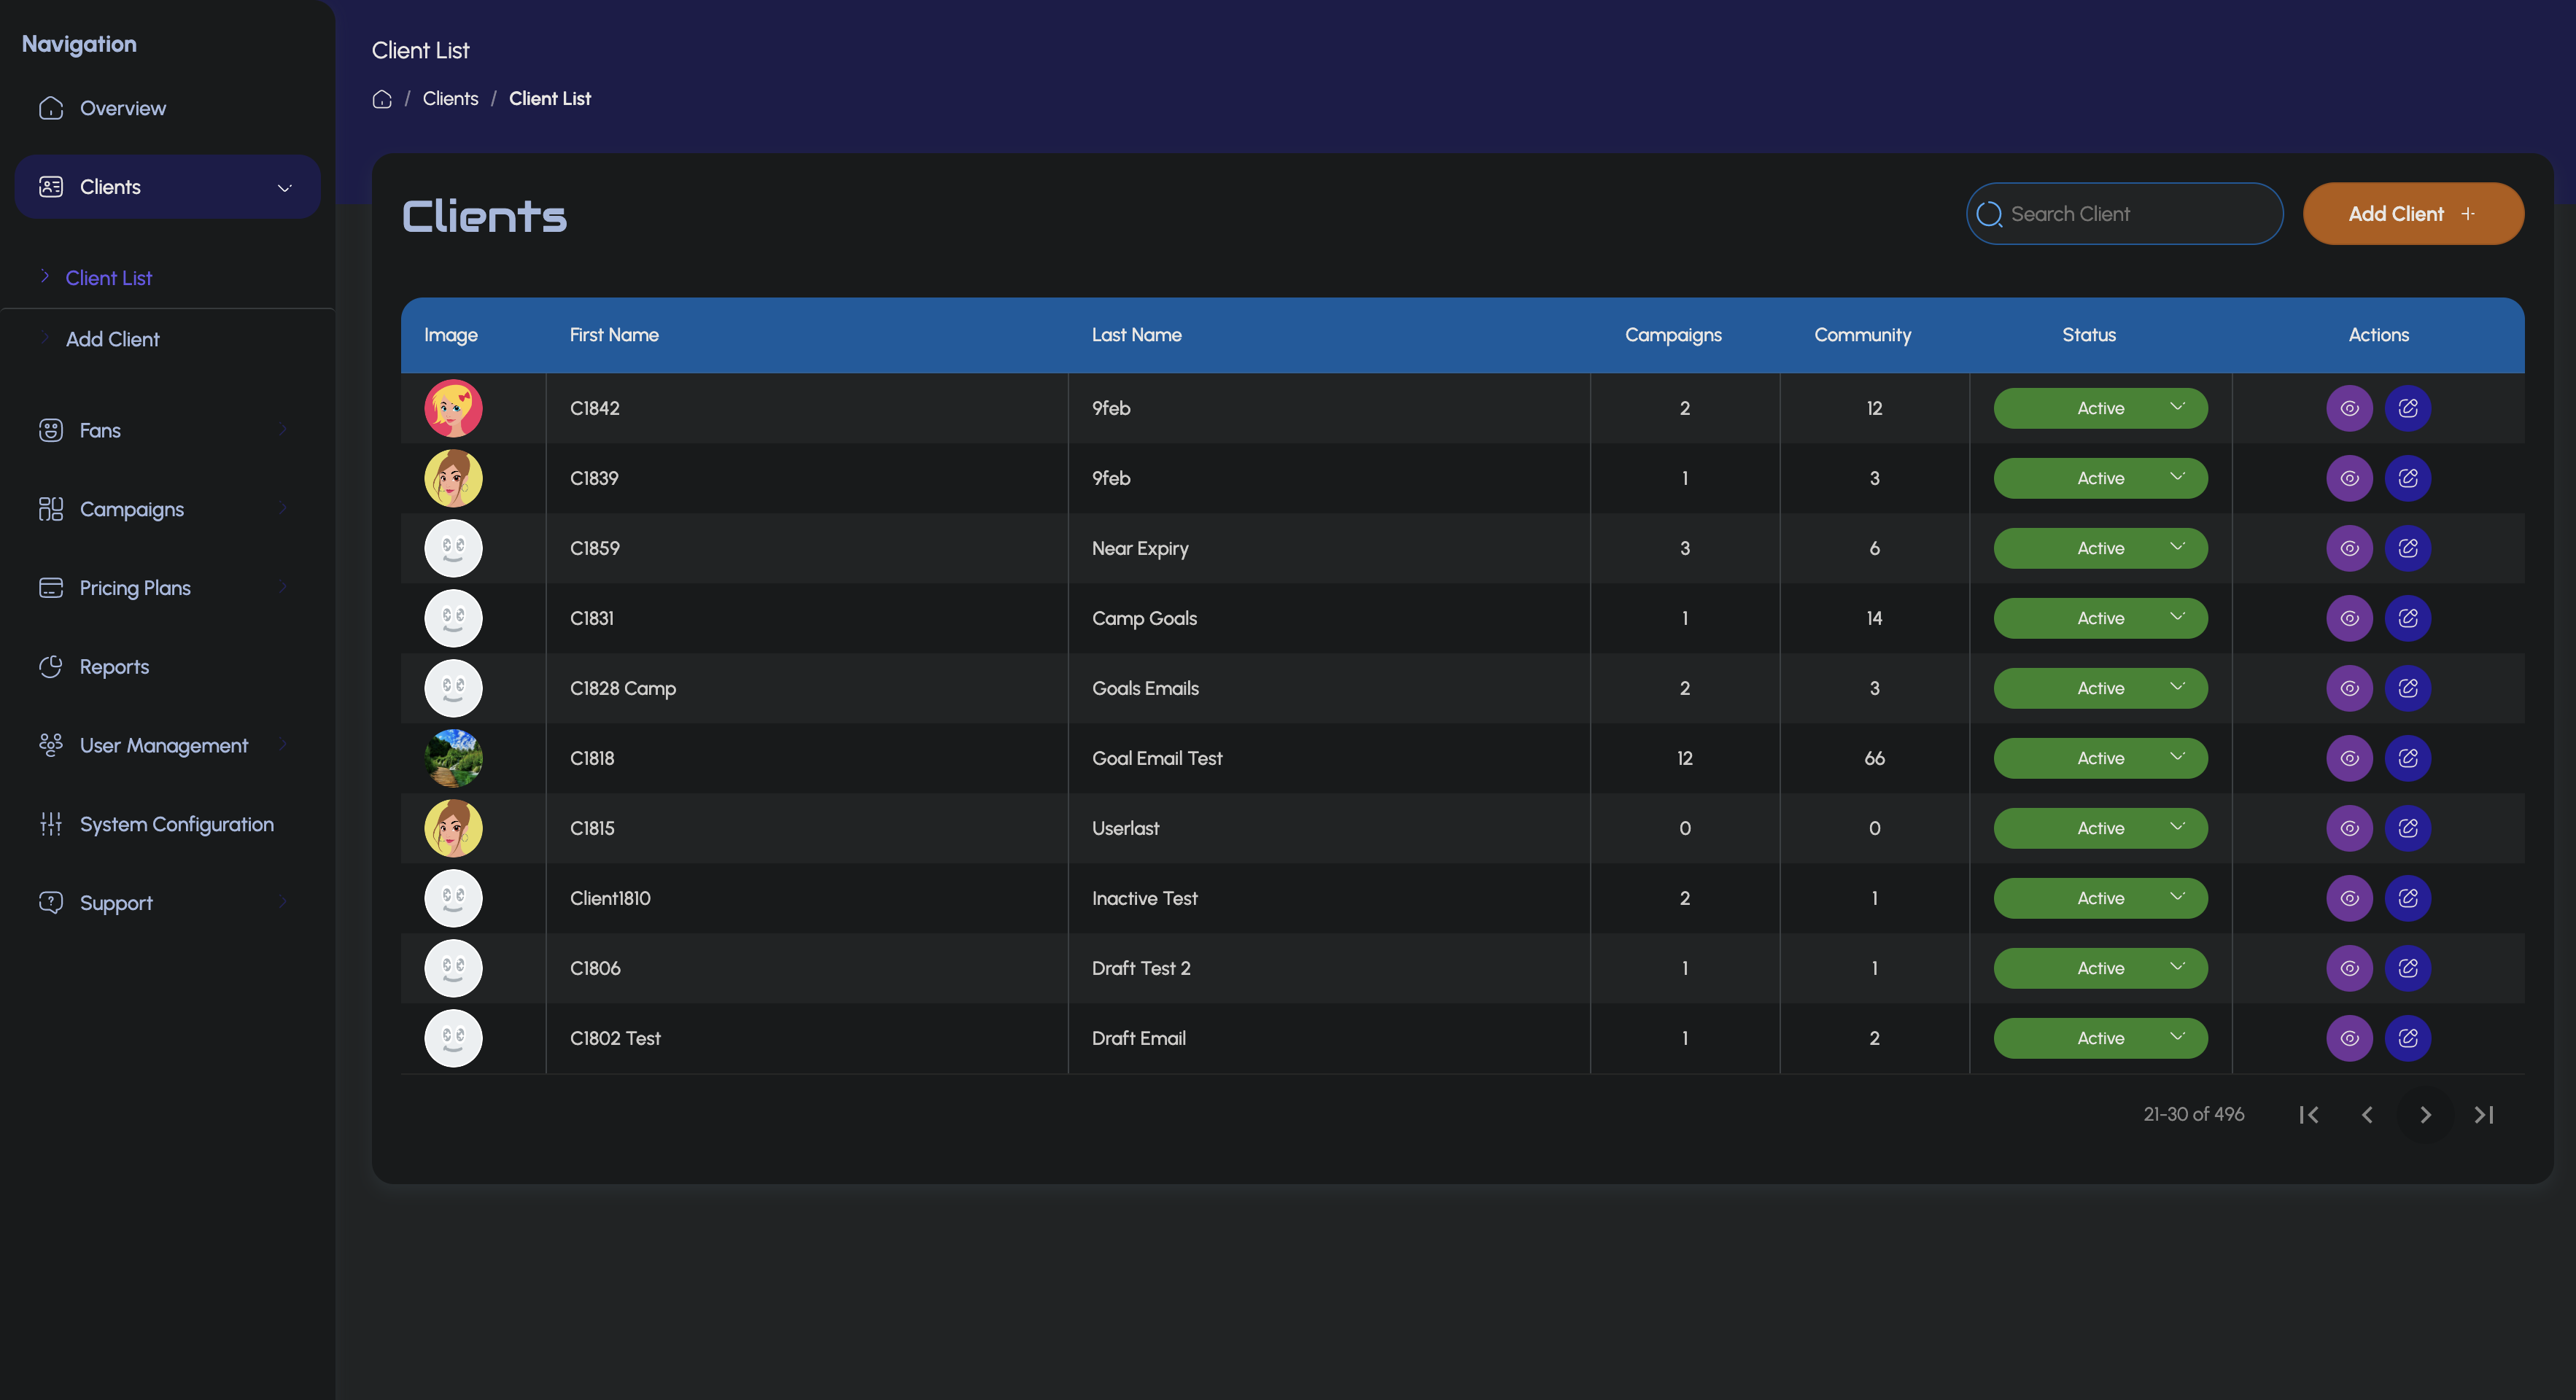 Navigation
Overview
Clients
Client List
Add Client
Fans
Campaigns
Pricing Plans
Reports
User Management
System Configuration
Support
Client List
/ Clients / Client List
Clients
Search Client
Add Client +
Image First Name Last Name Campaigns Community Status Actions
C1842 9feb 2 12 Active
C1839 9feb 1 3 Active
C1859 Near Expiry 3 6 Active
C1831 Camp Goals 1 14 Active
C1828 Camp Goals Emails 2 3 Active
C1818 Goal Email Test 12 66 Active
C1815 Userlast 0 0 Active
Client1810 Inactive Test 2 1 Active
C1806 Draft Test 2 1 1 Active
C1802 Test Draft Email 1 2 Active
21-30 of 496